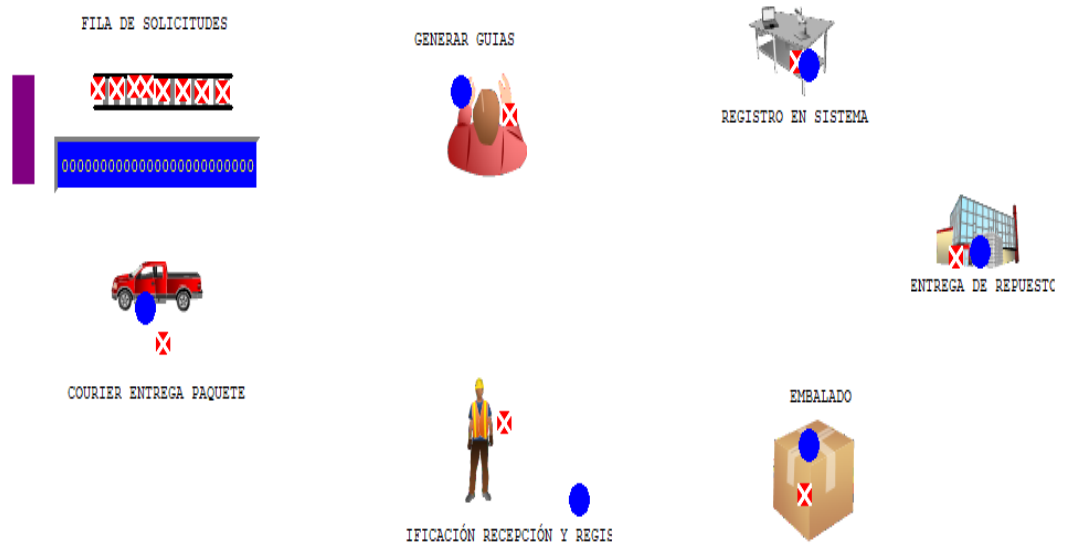 FILA DE SOLICITUDES
GENERAR GUIAS
REGISTRO EN SISTEMA
0000000000000000000000000
ENTREGA DE REPUESTO
COURIER ENTREGA PAQUETE
EMBALADO
IFICACIÓN RECEPCIÓN Y REGIS